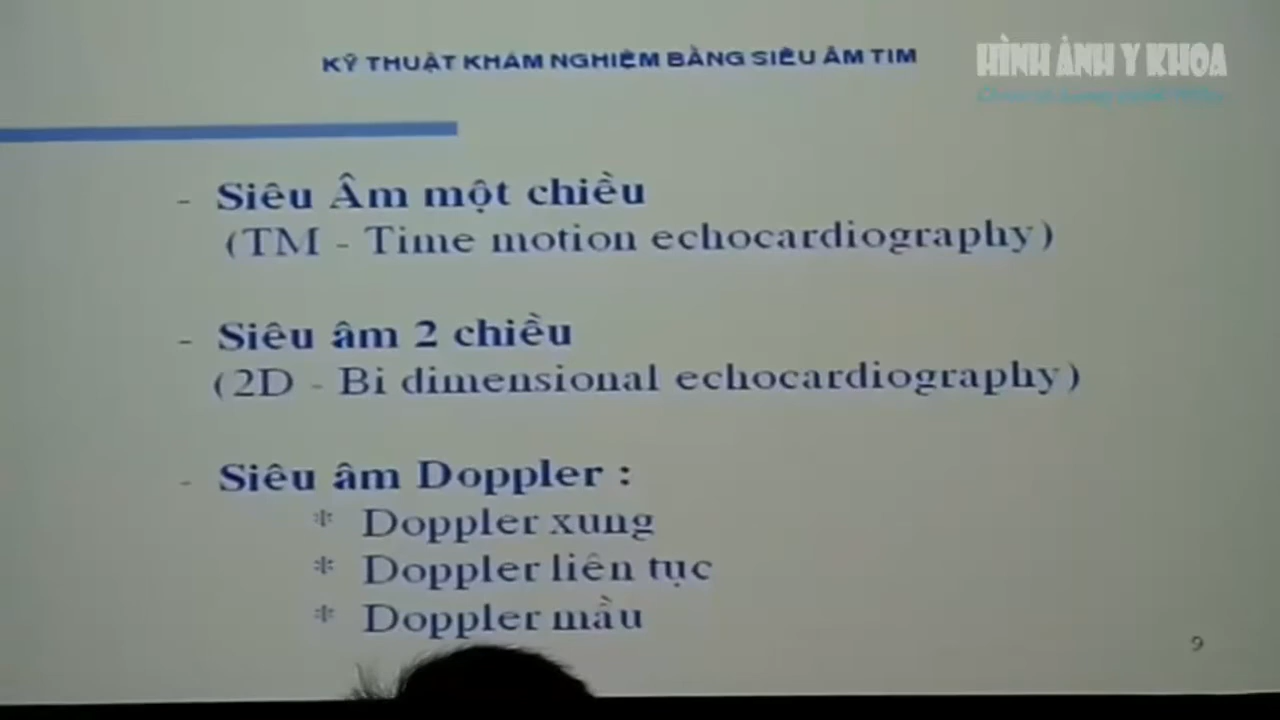 KỸ THUẬT KHÁM NGHIỆM BẰNG SIÊU ÂM TIM
HÌNH ẢNH Y KHOA
- Siêu Âm một chiều
(TM - Time motion echocardiography)
- Siêu âm 2 chiều
(2D - Bi dimensional echocardiography)
- Siêu âm Doppler :
* Doppler xung
* Doppler liên tục
* Doppler mầu
9